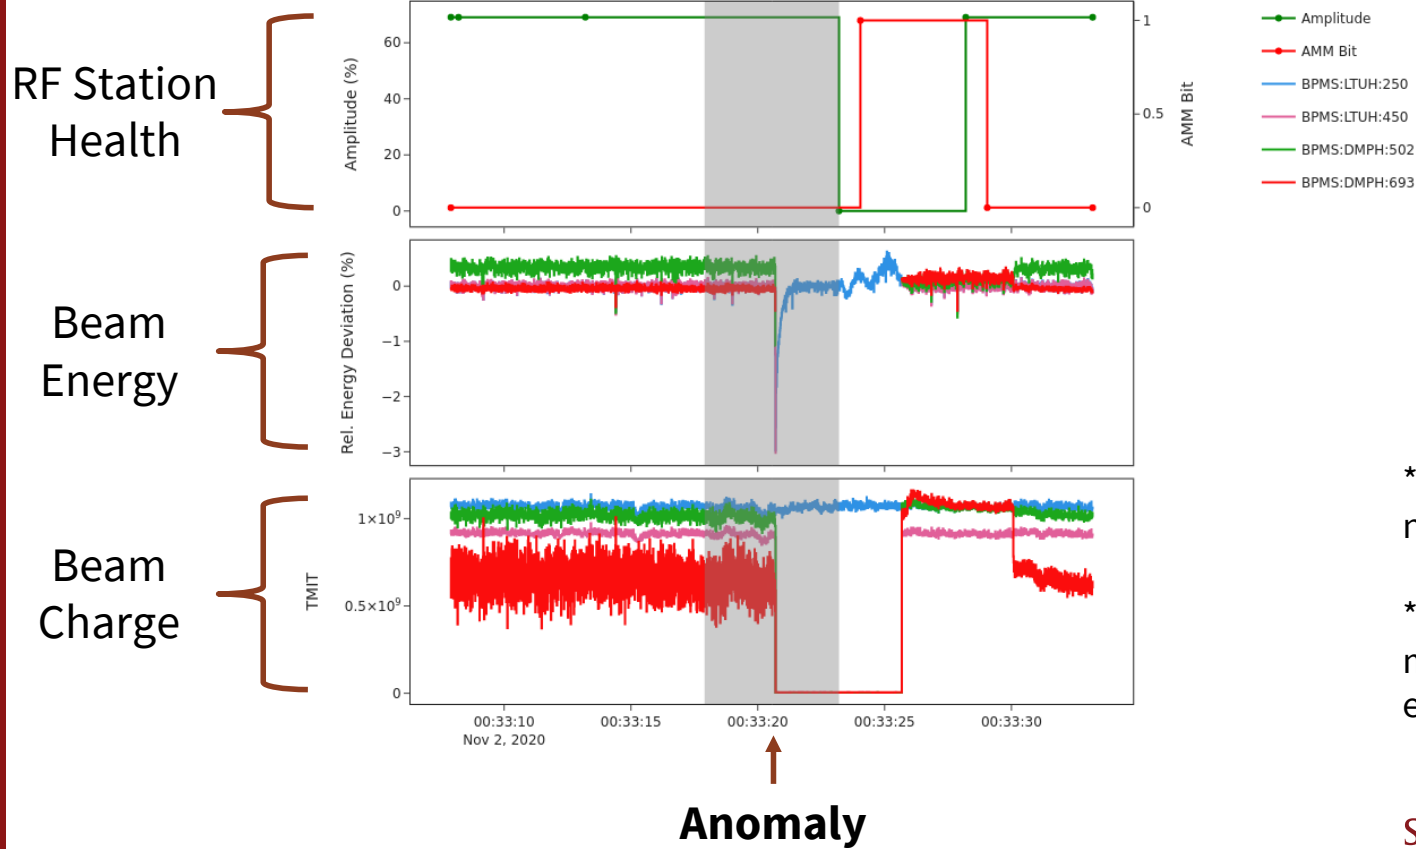 RF Station
Health
Amplitude (%)
60
40
20
0
1
0.5
0
AMM Bit
Amplitude
AMM Bit
BPMS:LTUH:250
BPMS:LTUH:450
BPMS:DMPH:502
BPMS:DMPH:693
Beam
Energy
Rel. Energy Deviation (%)
0
−1
−2
−3
Beam
Charge
TMIT
1×10⁹
0.5×10⁹
0
00:33:10 00:33:15 00:33:20 00:33:25 00:33:30
Nov 2, 2020
Anomaly
*
*